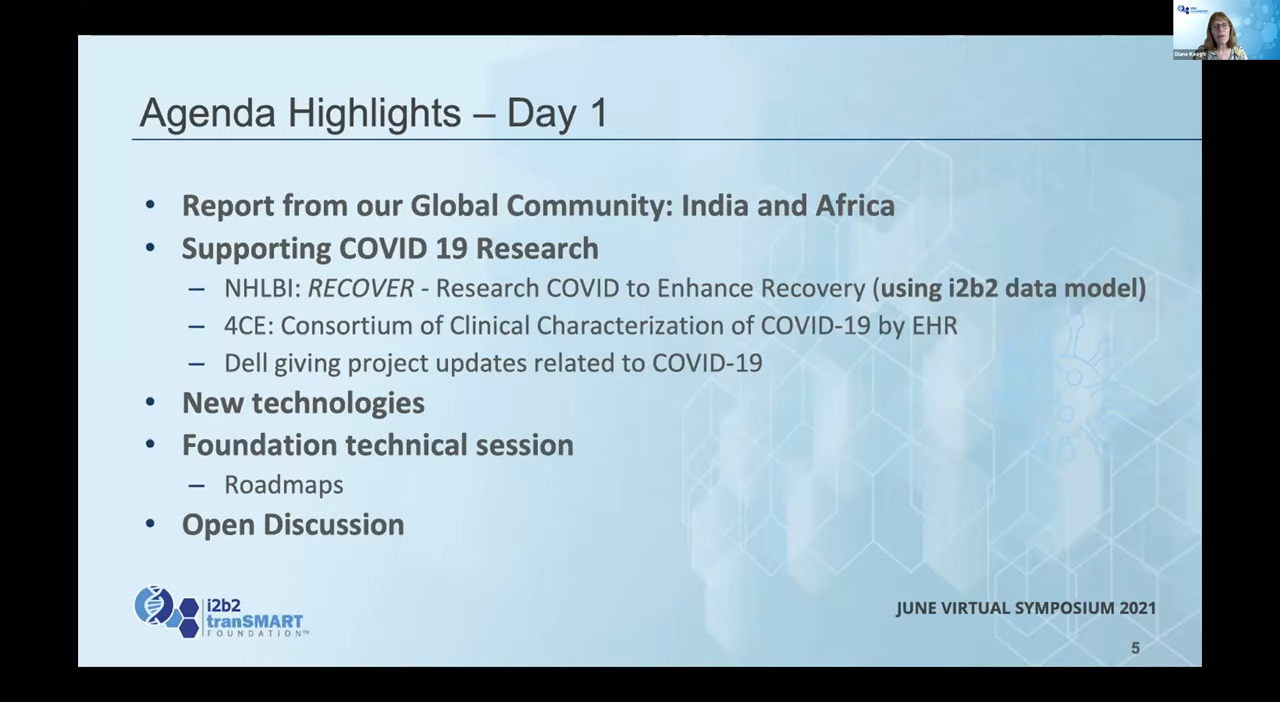 Diane Keogh
Agenda Highlights – Day 1
• Report from our Global Community: India and Africa
• Supporting COVID 19 Research
– NHLBI: RECOVER - Research COVID to Enhance Recovery (using i2b2 data model)
– 4CE: Consortium of Clinical Characterization of COVID-19 by EHR
– Dell giving project updates related to COVID-19
• New technologies
• Foundation technical session
– Roadmaps
• Open Discussion
i2b2
tranSMART
FOUNDATION™
JUNE VIRTUAL SYMPOSIUM 2021
5